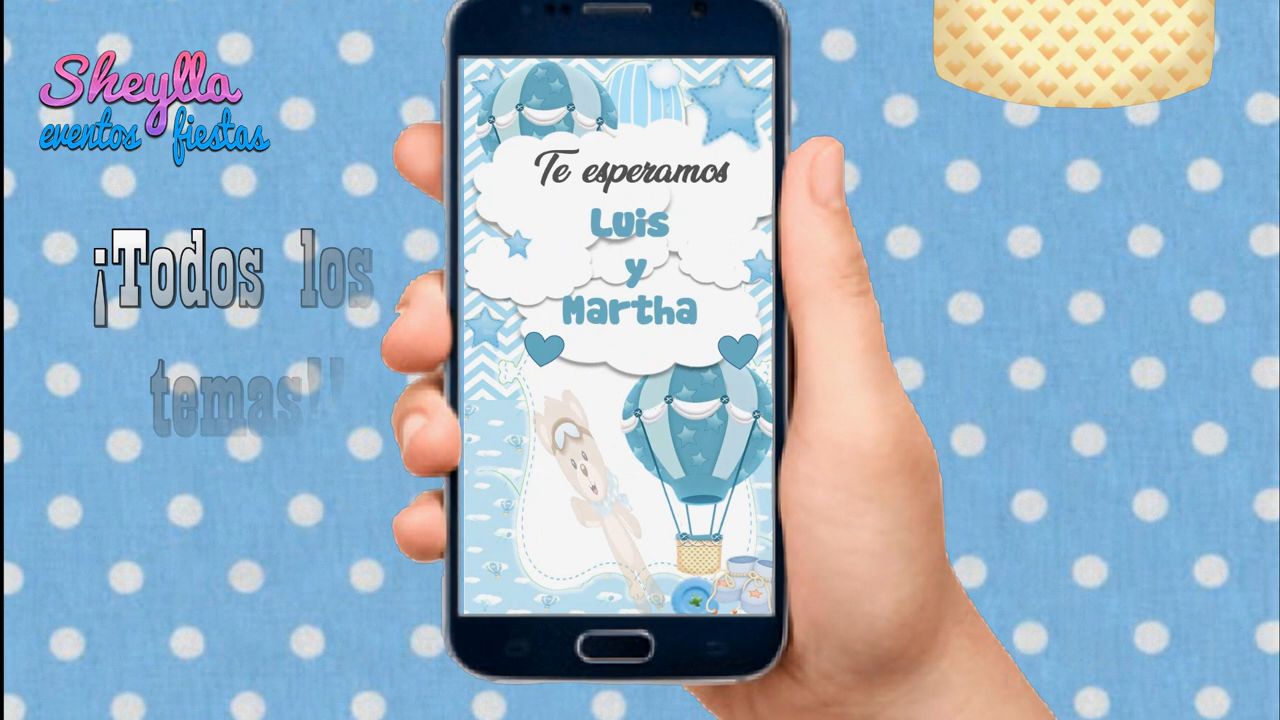 Sheylla
eventos fiestas
¡Todos los
temas!!
Te esperamos
Luis
y
Martha